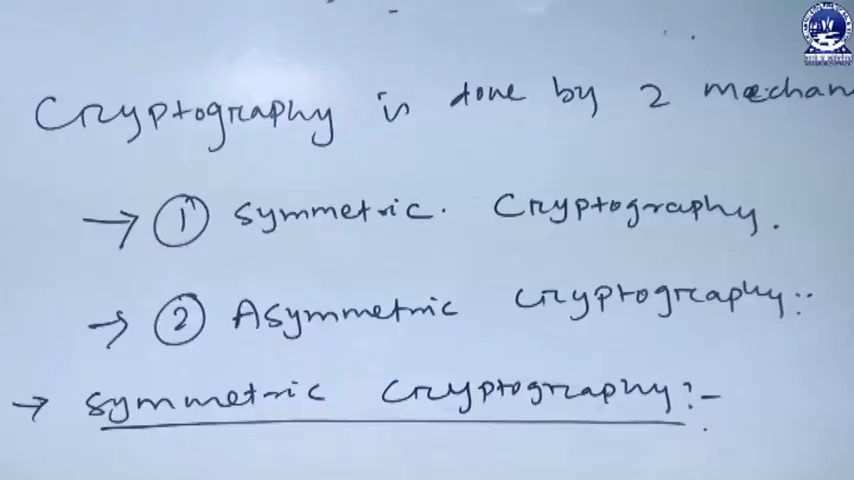 Cryptography is done by 2 mechan
→ ① Symmetric. Cryptography.
→ ② Asymmetric cryptography:
→ Symmetric Cryptography:-